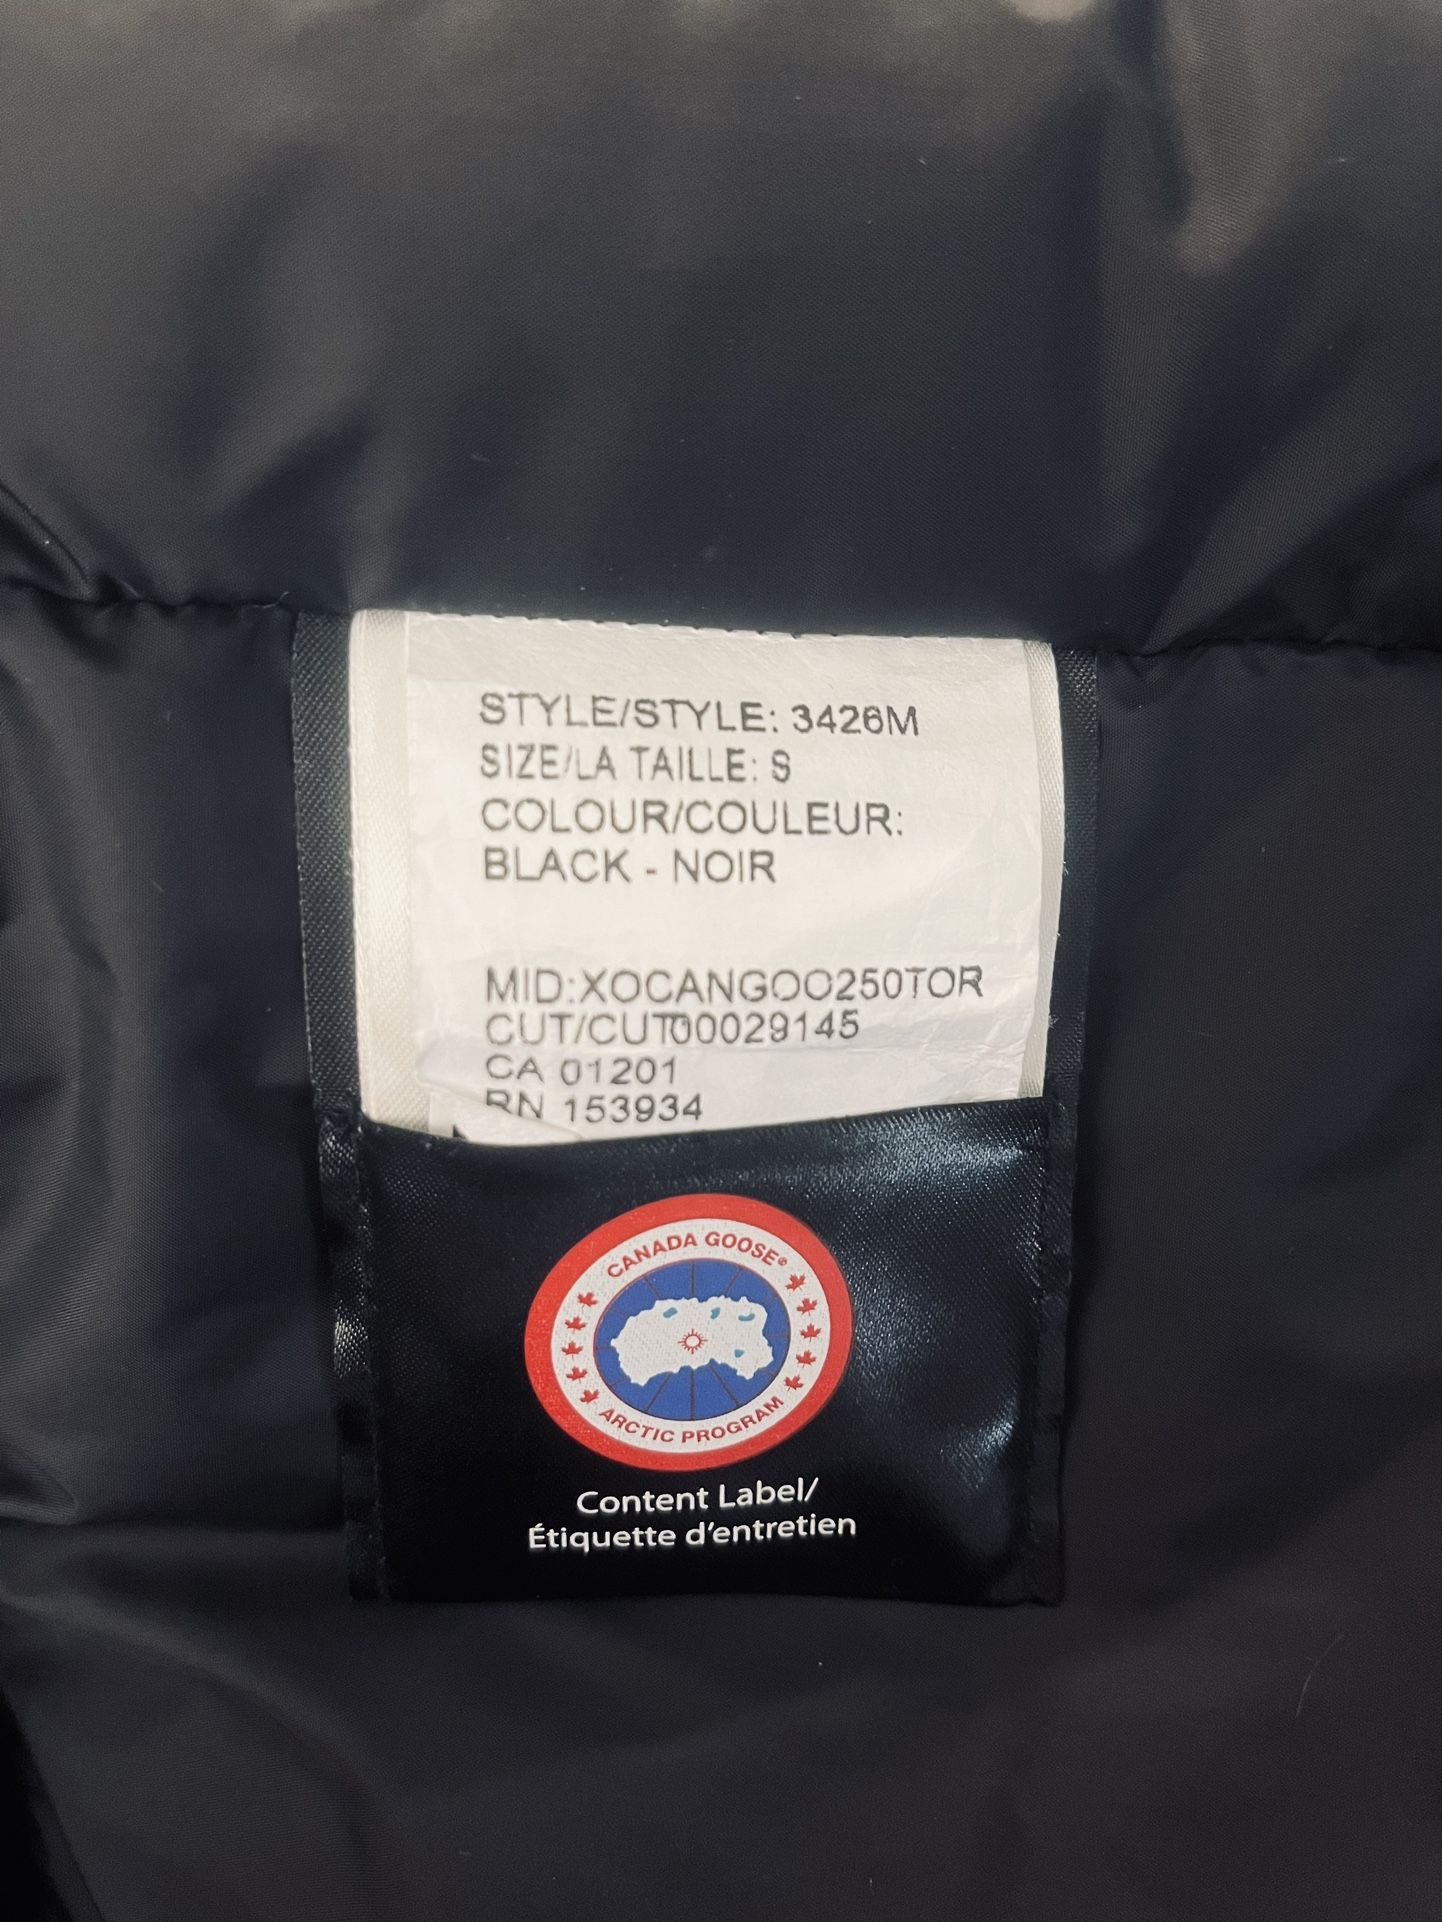 STYLE/STYLE: 3426M
SIZE/LA TAILLE: S
COLOUR/COULEUR:
BLACK - NOIR
MID:XOCANGOO250TOR
CUT/CUT00029145
CA 01201
RN 153934
CANADA GOOSE®
ARCTIC PROGRAM
Content Label/
Étiquette d'entretien